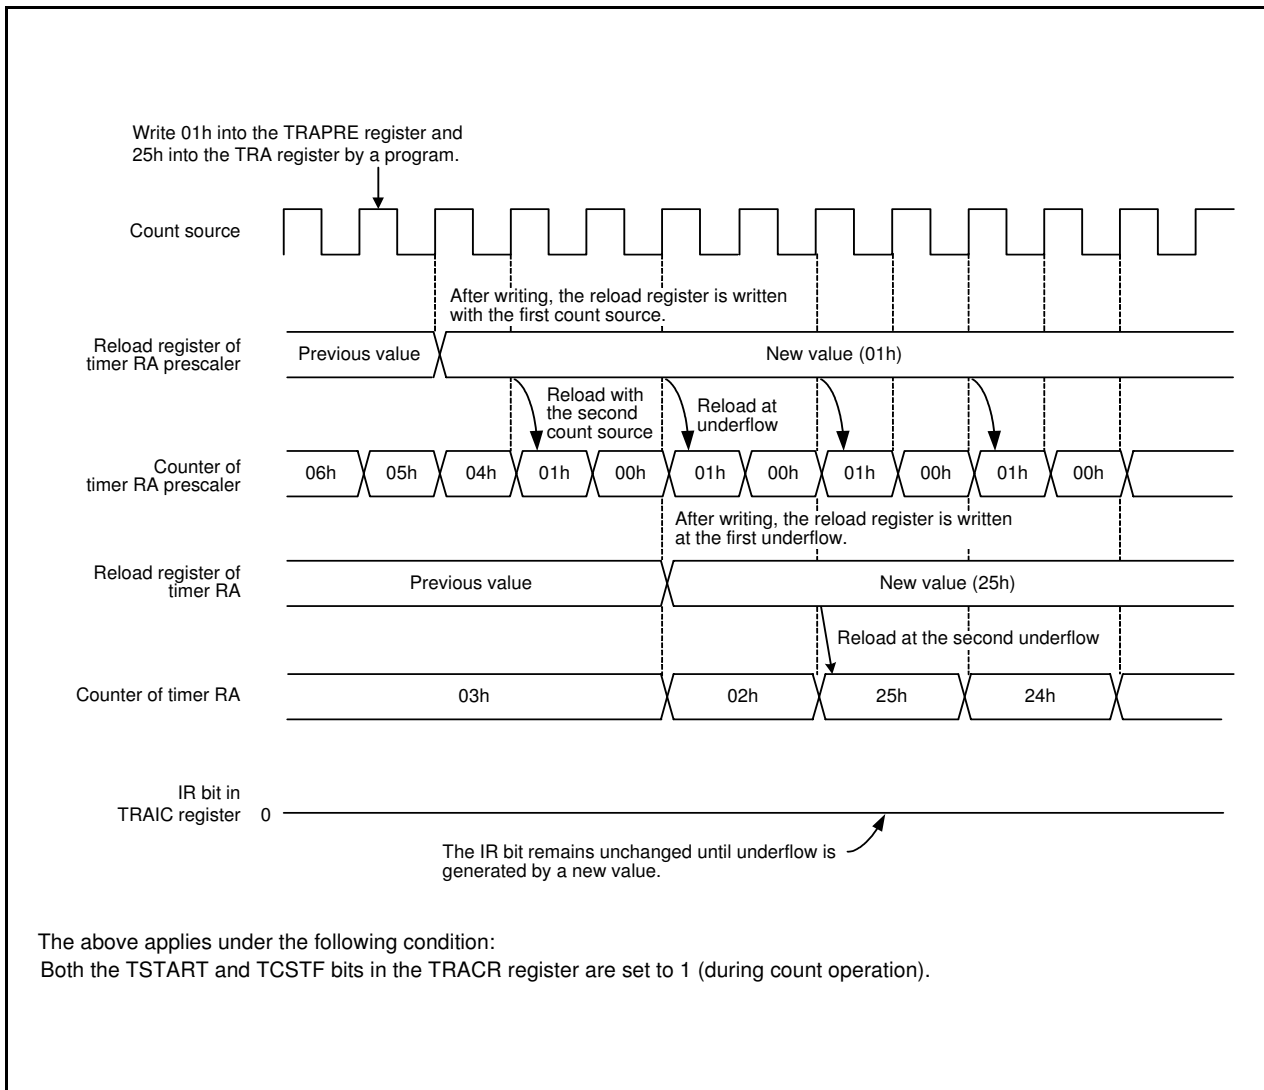 Write 01h into the TRAPRE register and
25h into the TRA register by a program.
Count source
After writing, the reload register is written
with the first count source.
Reload register of
timer RA prescaler
Previous value
New value (01h)
Reload with
the second
count source
Reload at
underflow
Counter of
timer RA prescaler
06h 05h 04h 01h 00h 01h 00h 01h 00h 01h 00h
After writing, the reload register is written
at the first underflow.
Reload register of
timer RA
Previous value
New value (25h)
Reload at the second underflow
Counter of timer RA
03h 02h 25h 24h
IR bit in
TRAIC register
0
The IR bit remains unchanged until underflow is
generated by a new value.
The above applies under the following condition:
Both the TSTART and TCSTF bits in the TRACR register are set to 1 (during count operation).